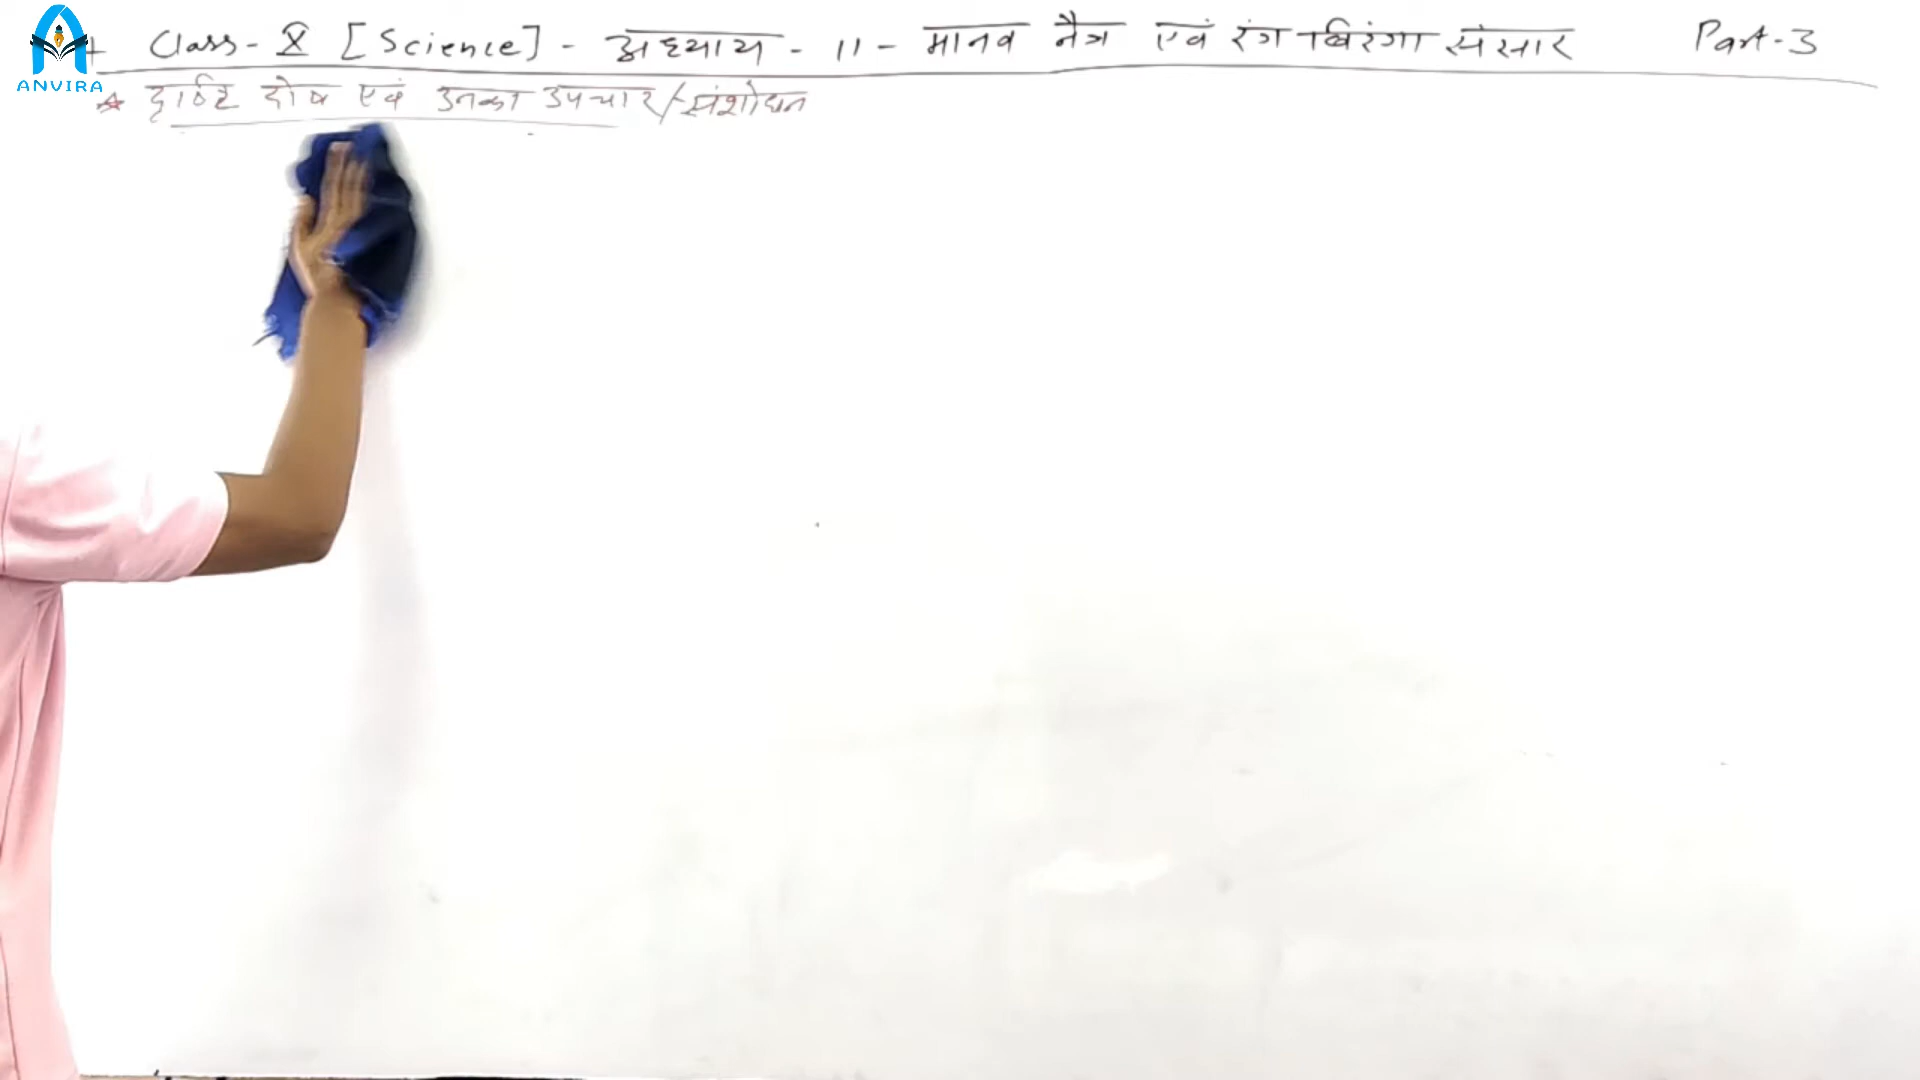 ANVIRA
Class - X [Science] - अध्याय - 11 - मानव नेत्र एवं रंग बिरंगा संसार Part - 3
* दृष्टि दोष एवं उनका उपचार/संशोधन